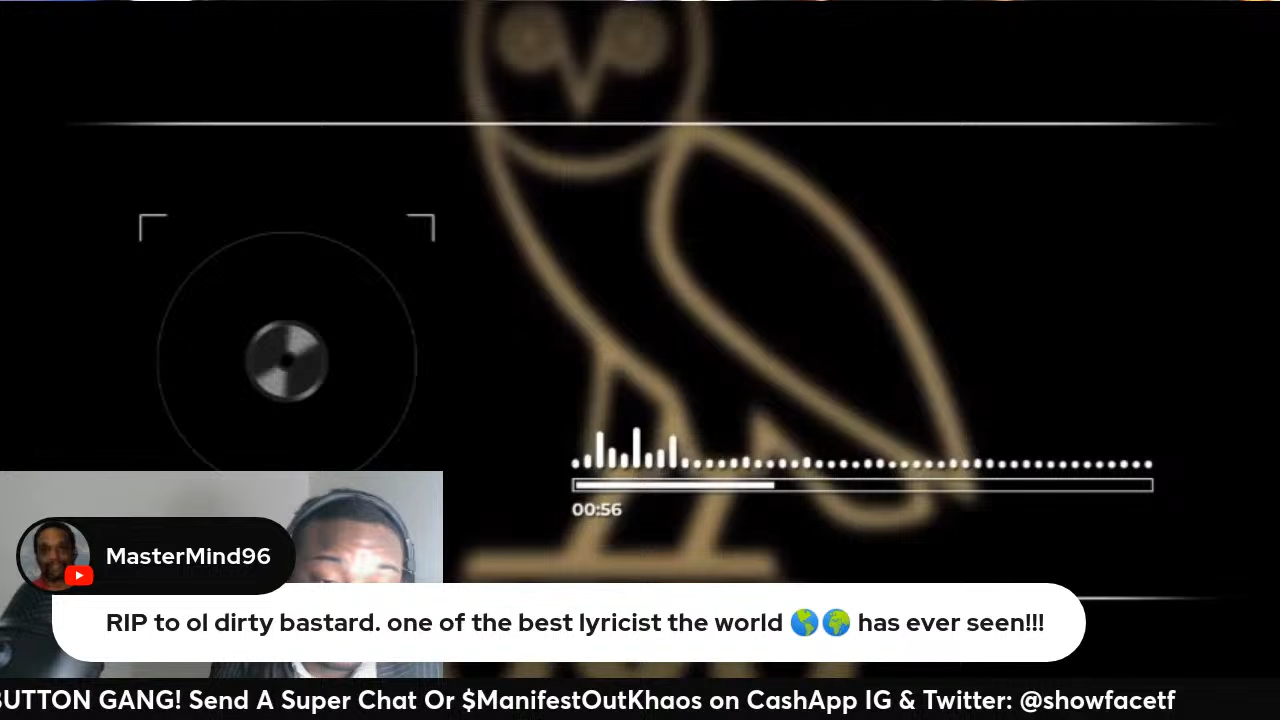 00:56
MasterMind96
RIP to ol dirty bastard. one of the best lyricist the world 🌎🌍 has ever seen!!!
BUTTON GANG! Send A Super Chat Or $ManifestOutKhaos on CashApp IG & Twitter: @showfacetf